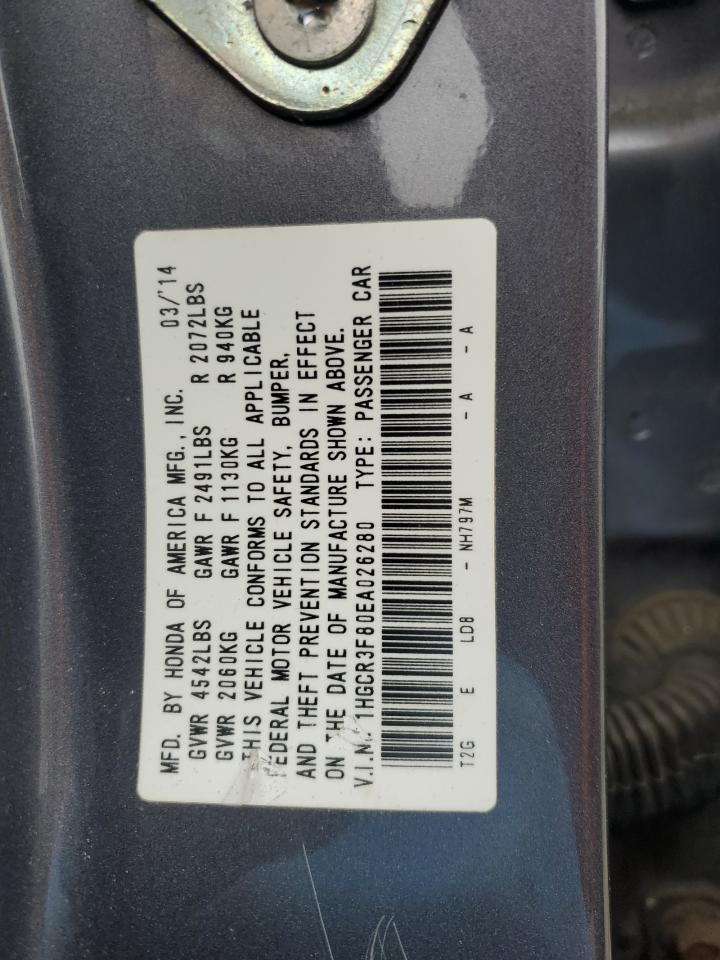 MFD. BY HONDA OF AMERICA MFG., INC. 03/'14
GVWR 4542LBS GAWR F 2491LBS R 2072LBS
GVWR 2060KG GAWR F 1130KG R 940KG
THIS VEHICLE CONFORMS TO ALL APPLICABLE
FEDERAL MOTOR VEHICLE SAFETY, BUMPER,
AND THEFT PREVENTION STANDARDS IN EFFECT
ON THE DATE OF MANUFACTURE SHOWN ABOVE.
V.I.N.: 1HGCR3F80EA026280 TYPE: PASSENGER CAR
T2G E LD8 - NH797M - A - A